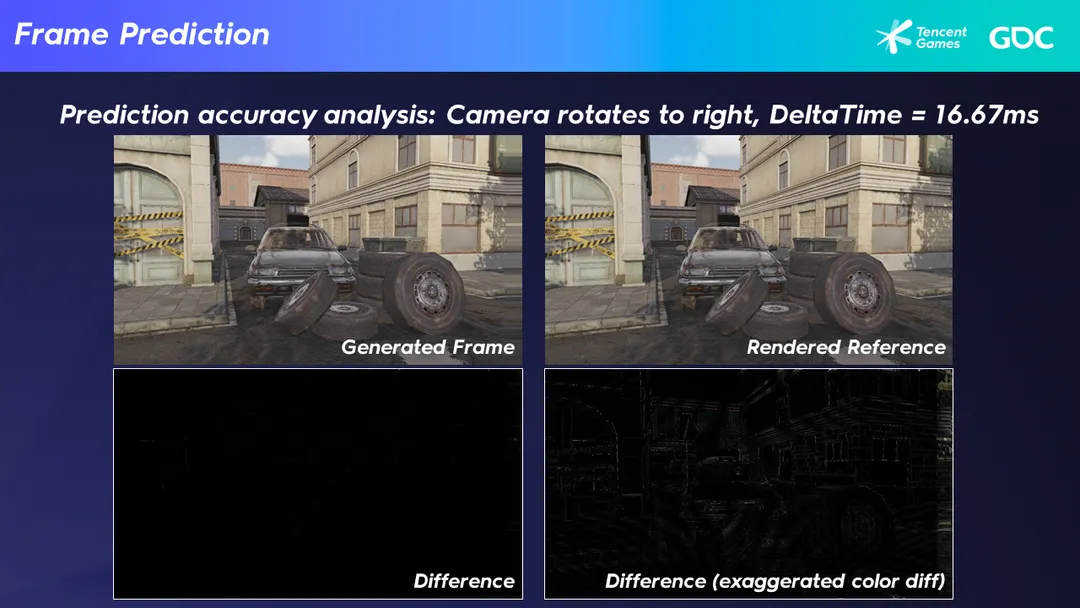 Frame Prediction
Tencent
Games
GDC
Prediction accuracy analysis: Camera rotates to right, DeltaTime = 16.67ms
Generated Frame
Rendered Reference
Difference
Difference (exaggerated color diff)